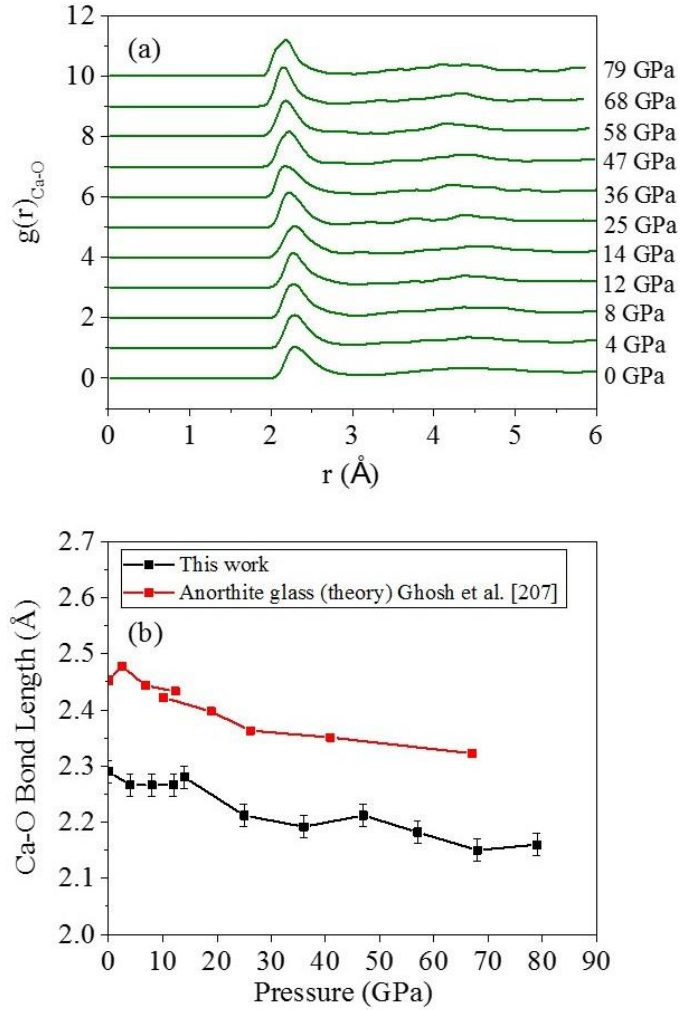 (a)
12
10
8
6
4
2
0
g(r)Ca-O
79 GPa
68 GPa
58 GPa
47 GPa
36 GPa
25 GPa
14 GPa
12 GPa
8 GPa
4 GPa
0 GPa
0 1 2 3 4 5 6
r (Å)
2.7
2.6
2.5
2.4
2.3
2.2
2.1
2.0
Ca-O Bond Length (Å)
This work
Anorthite glass (theory) Ghosh et al. [207]
(b)
0 10 20 30 40 50 60 70 80 90
Pressure (GPa)